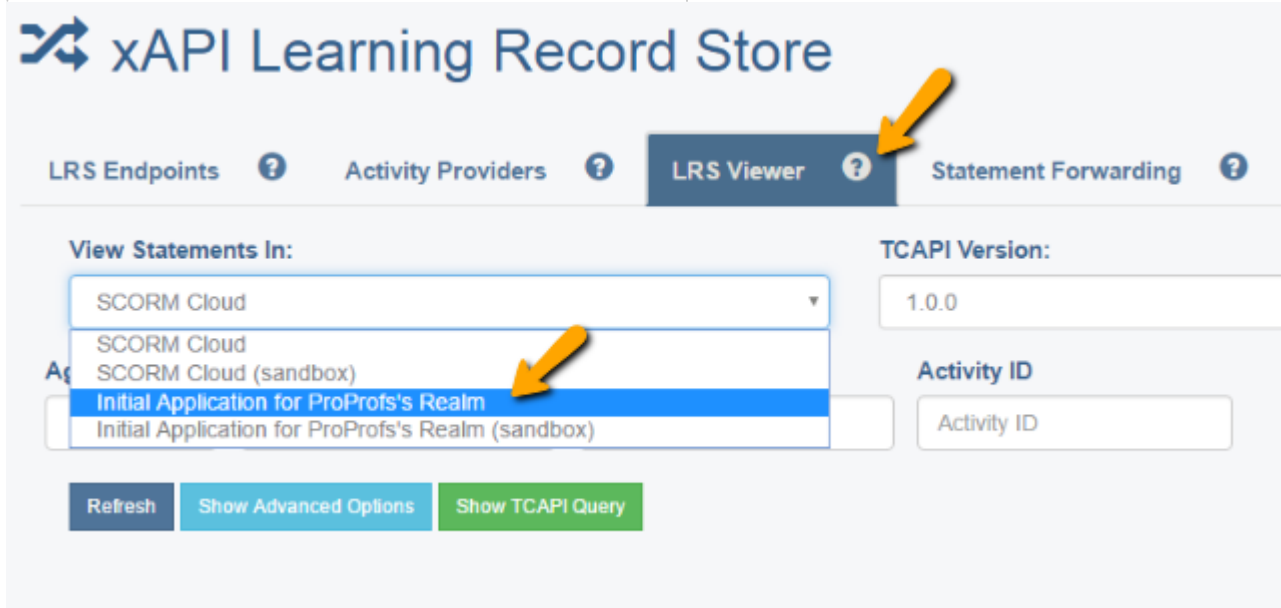 xAPI Learning Record Store
LRS Endpoints ? Activity Providers ? LRS Viewer ? Statement Forwarding ?
View Statements In: TCAPI Version:
SCORM Cloud 1.0.0
SCORM Cloud
SCORM Cloud (sandbox) Activity ID
Initial Application for ProProfs's Realm
Initial Application for ProProfs's Realm (sandbox) Activity ID
Refresh Show Advanced Options Show TCAPI Query